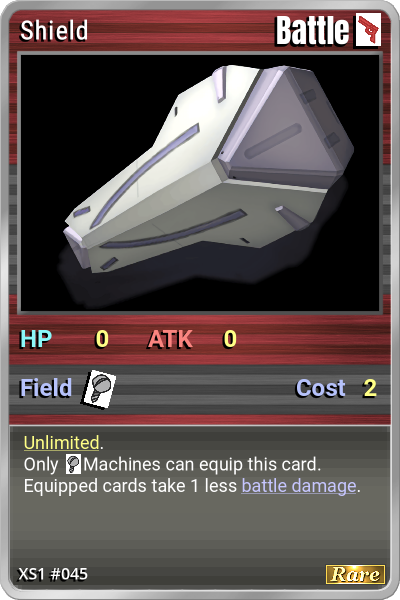 Shield Battle
HP 0 ATK 0
Field Cost 2
Unlimited.
Only Machines can equip this card.
Equipped cards take 1 less battle damage.
XS1 #045 Rare